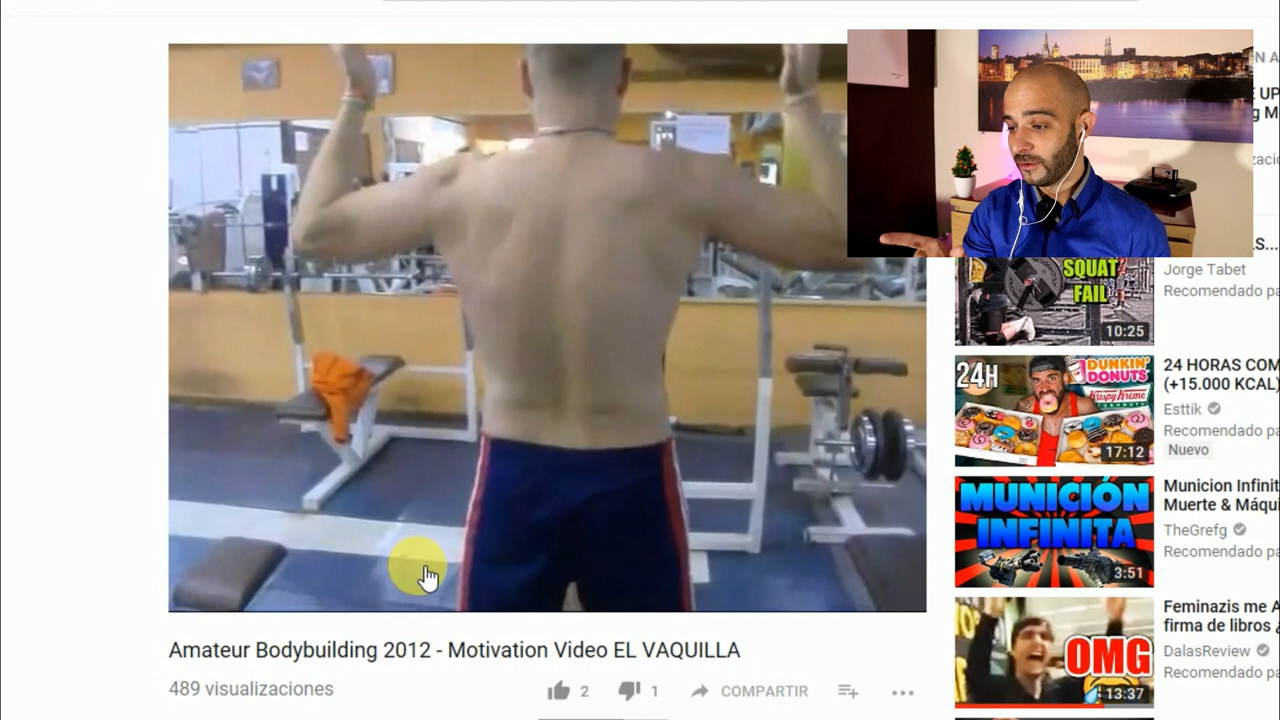 Amateur Bodybuilding 2012 - Motivation Video EL VAQUILLA
489 visualizaciones
2
1
COMPARTIR
N A
UP
g M
S...
Jorge Tabet
Recomendado pa
SQUAT
FAIL
10:25
24H
DUNKIN'
DONUTS
Krispy Kreme
17:12
24 HORAS COM
(+15.000 KCAL)
Esttik
Recomendado pa
Nuevo
MUNICIÓN
INFINITA
3:51
Municion Infinit
Muerte & Máqui
TheGrefg
Recomendado pa
OMG
13:37
Feminazis me A
firma de libros
DalasReview
Recomendado pa